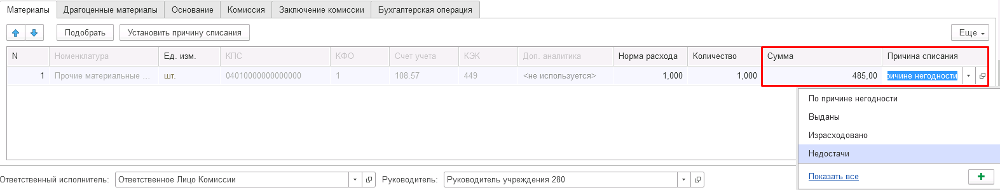 Материалы Драгоценные материалы Основание Комиссия Заключение комиссии Бухгалтерская операция
Подобрать Установить причину списания Еще
N Номенклатура Ед. изм. КПС КФО Счет учета КЭК Доп. аналитика Норма расхода Количество Сумма Причина списания
1 Прочие материальные ... шт. 04010000000000000 1 108.57 449 <не используется> 1,000 1,000 485,00 ричине негодности
По причине негодности
Выданы
Израсходовано
Недостачи
Показать все
Ответственный исполнитель: Ответственное Лицо Комиссии Руководитель: Руководитель учреждения 280